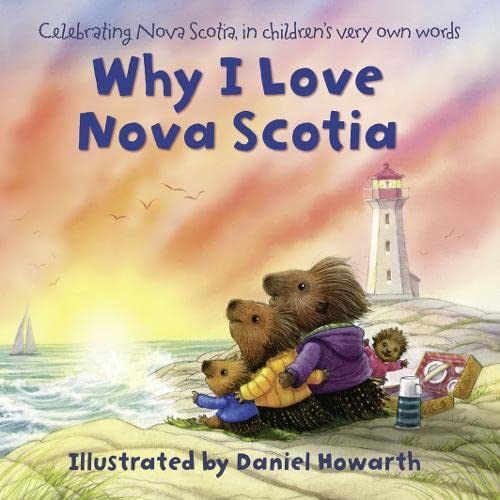 Celebrating Nova Scotia, in children's very own words
Why I Love
Nova Scotia
Illustrated by Daniel Howarth